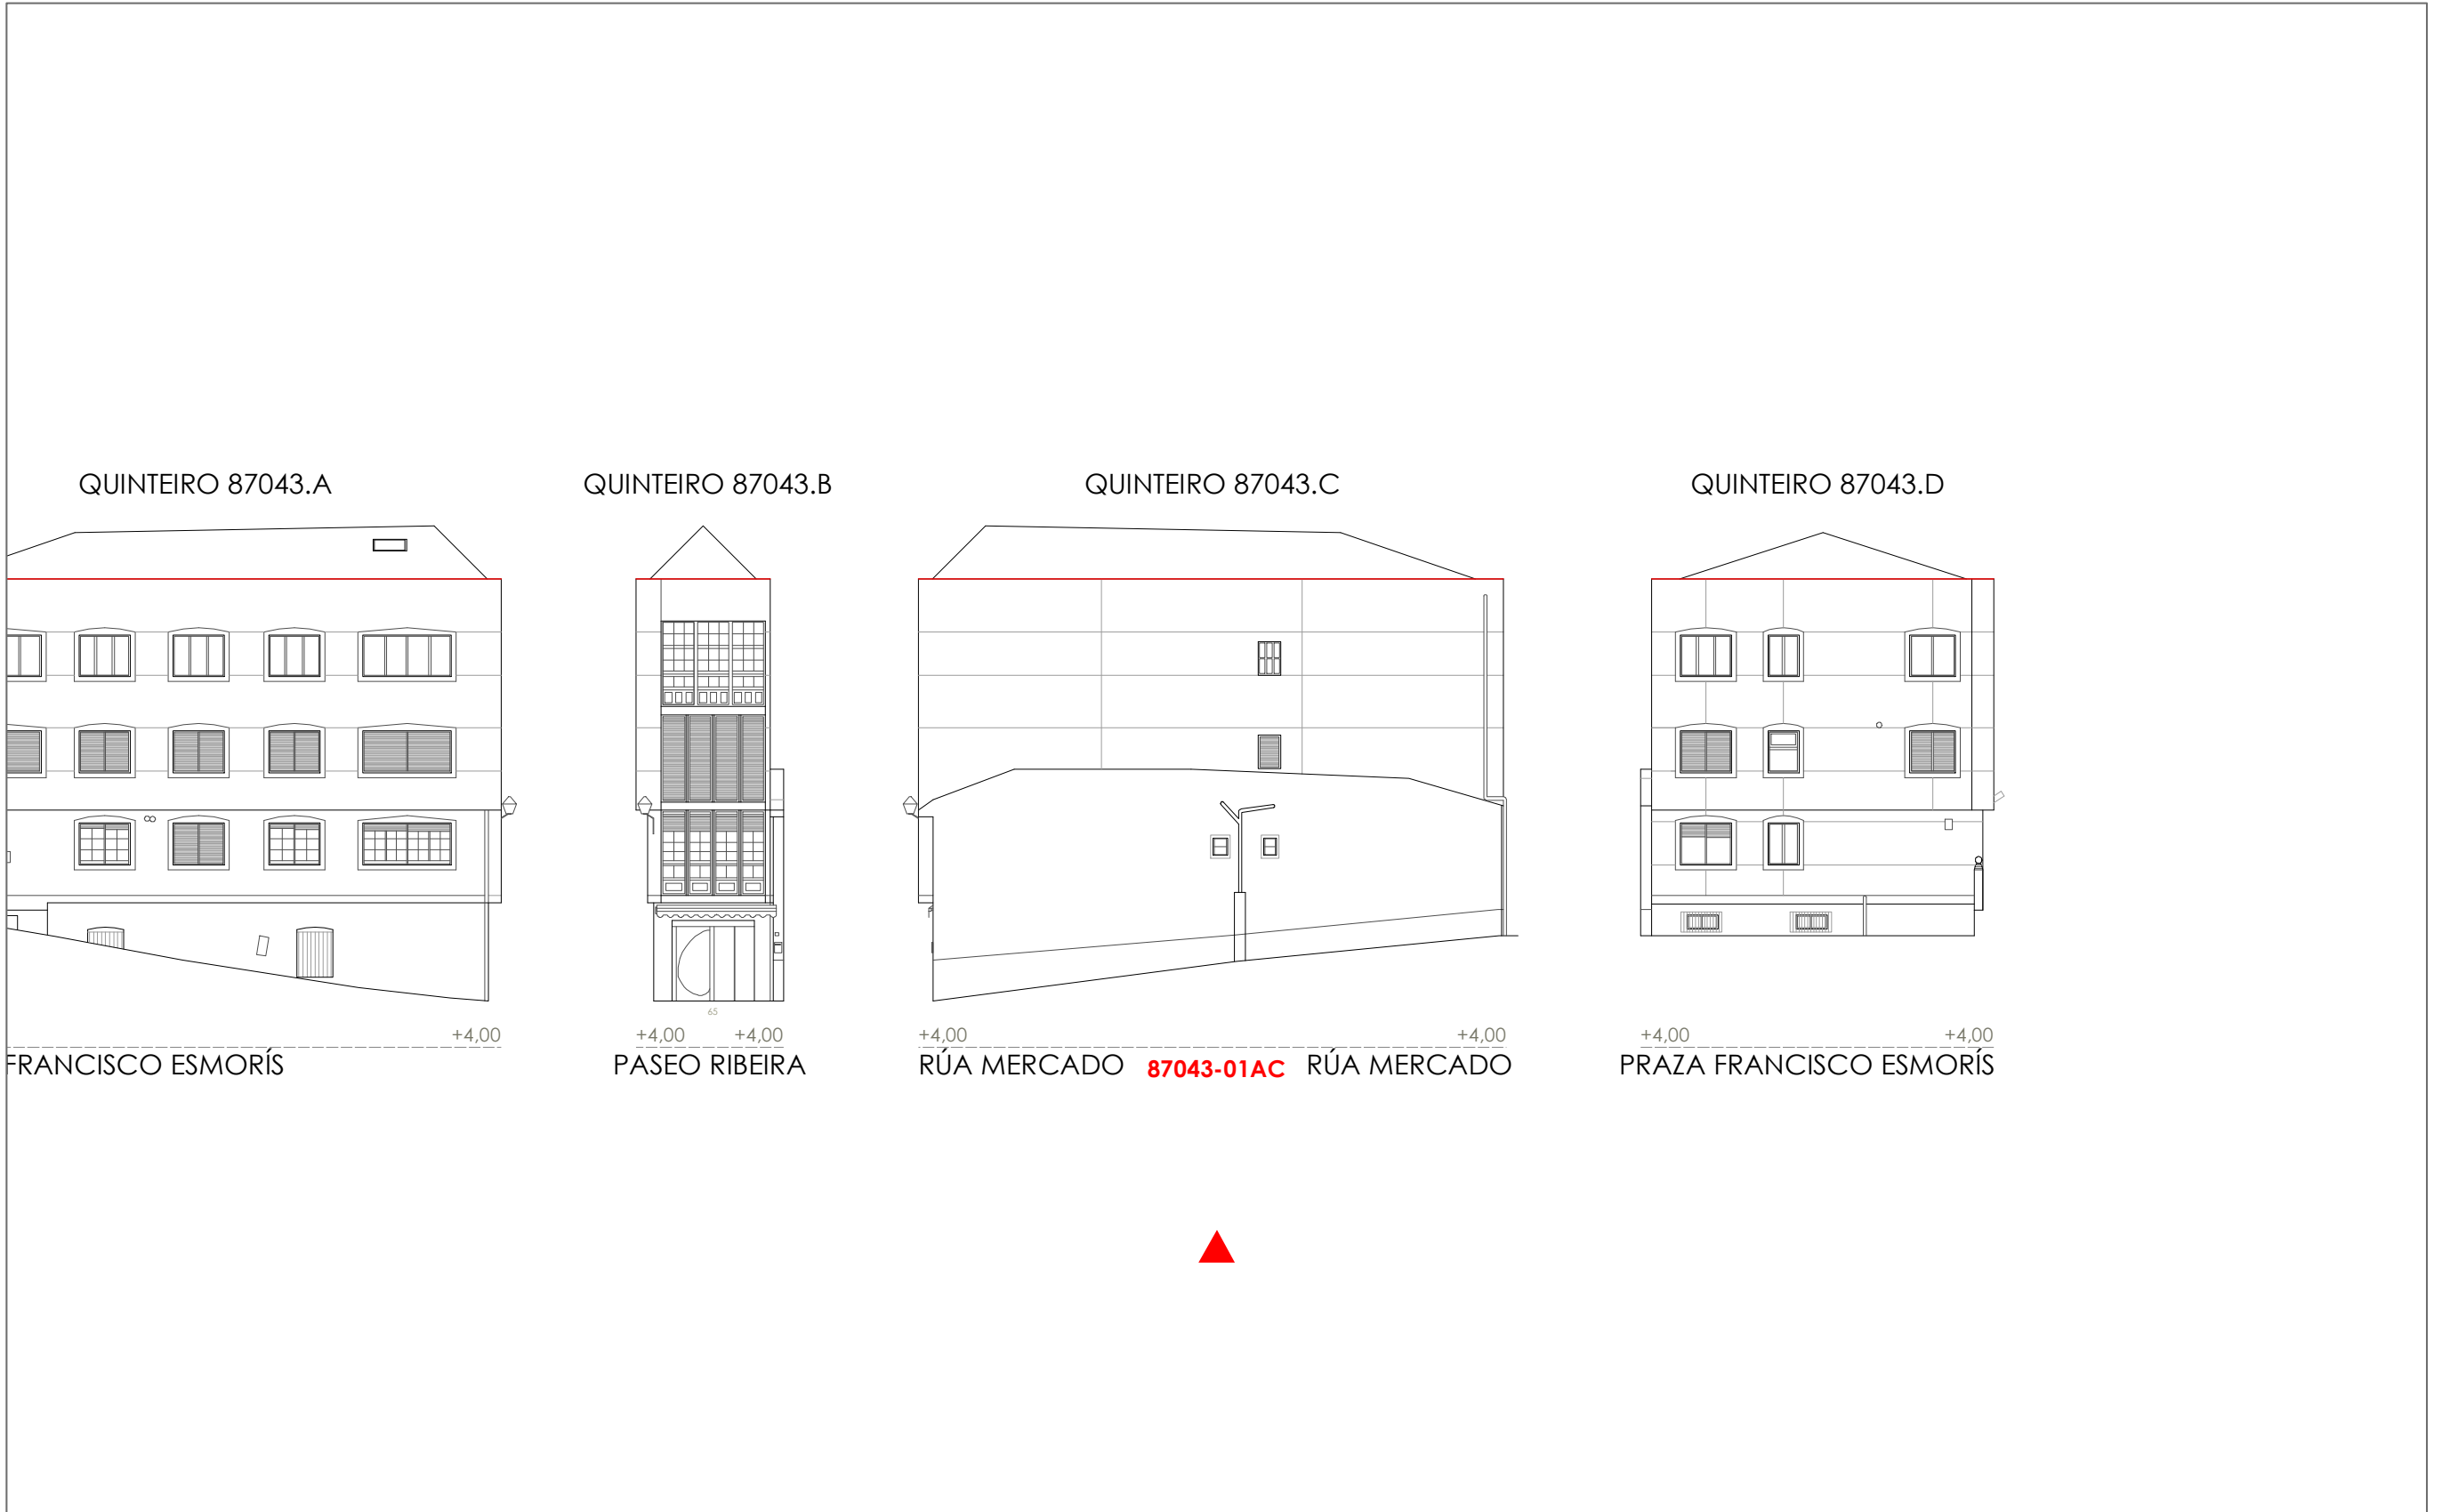 QUINTEIRO 87043.A
QUINTEIRO 87043.B
QUINTEIRO 87043.C
QUINTEIRO 87043.D
65
+4,00
+4,00
+4,00
+4,00
+4,00
+4,00
+4,00
FRANCISCO ESMORÍS
PASEO RIBEIRA
RÚA MERCADO
87043-01AC
RÚA MERCADO
PRAZA FRANCISCO ESMORÍS